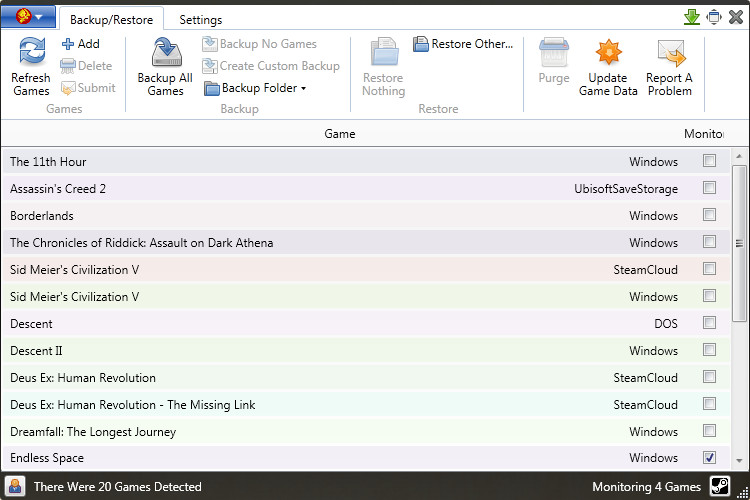 Backup/Restore Settings
Refresh Games
Add
Delete
Submit
Games
Backup All Games
Backup No Games
Create Custom Backup
Backup Folder
Backup
Restore Nothing
Restore Other...
Restore
Purge
Update Game Data
Report A Problem
Game Monitor
The 11th Hour Windows
Assassin's Creed 2 UbisoftSaveStorage
Borderlands Windows
The Chronicles of Riddick: Assault on Dark Athena Windows
Sid Meier's Civilization V SteamCloud
Sid Meier's Civilization V Windows
Descent DOS
Descent II Windows
Deus Ex: Human Revolution SteamCloud
Deus Ex: Human Revolution - The Missing Link SteamCloud
Dreamfall: The Longest Journey Windows
Endless Space Windows
There Were 20 Games Detected Monitoring 4 Games